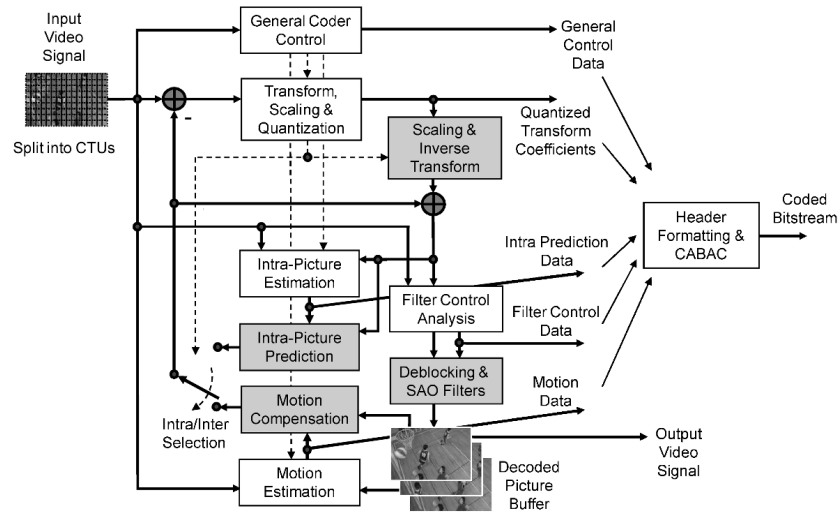 Input
Video
Signal
General Coder
Control
General
Control
Data
Transform,
Scaling &
Quantization
-
Split into CTUs
Scaling &
Inverse
Transform
Quantized
Transform
Coefficients
Header
Formatting &
CABAC
Coded
Bitstream
Intra Prediction
Data
Intra-Picture
Estimation
Filter Control
Analysis
Filter Control
Data
Intra-Picture
Prediction
Deblocking &
SAO Filters
Motion
Data
Motion
Compensation
Intra/Inter
Selection
Output
Video
Signal
Motion
Estimation
Decoded
Picture
Buffer